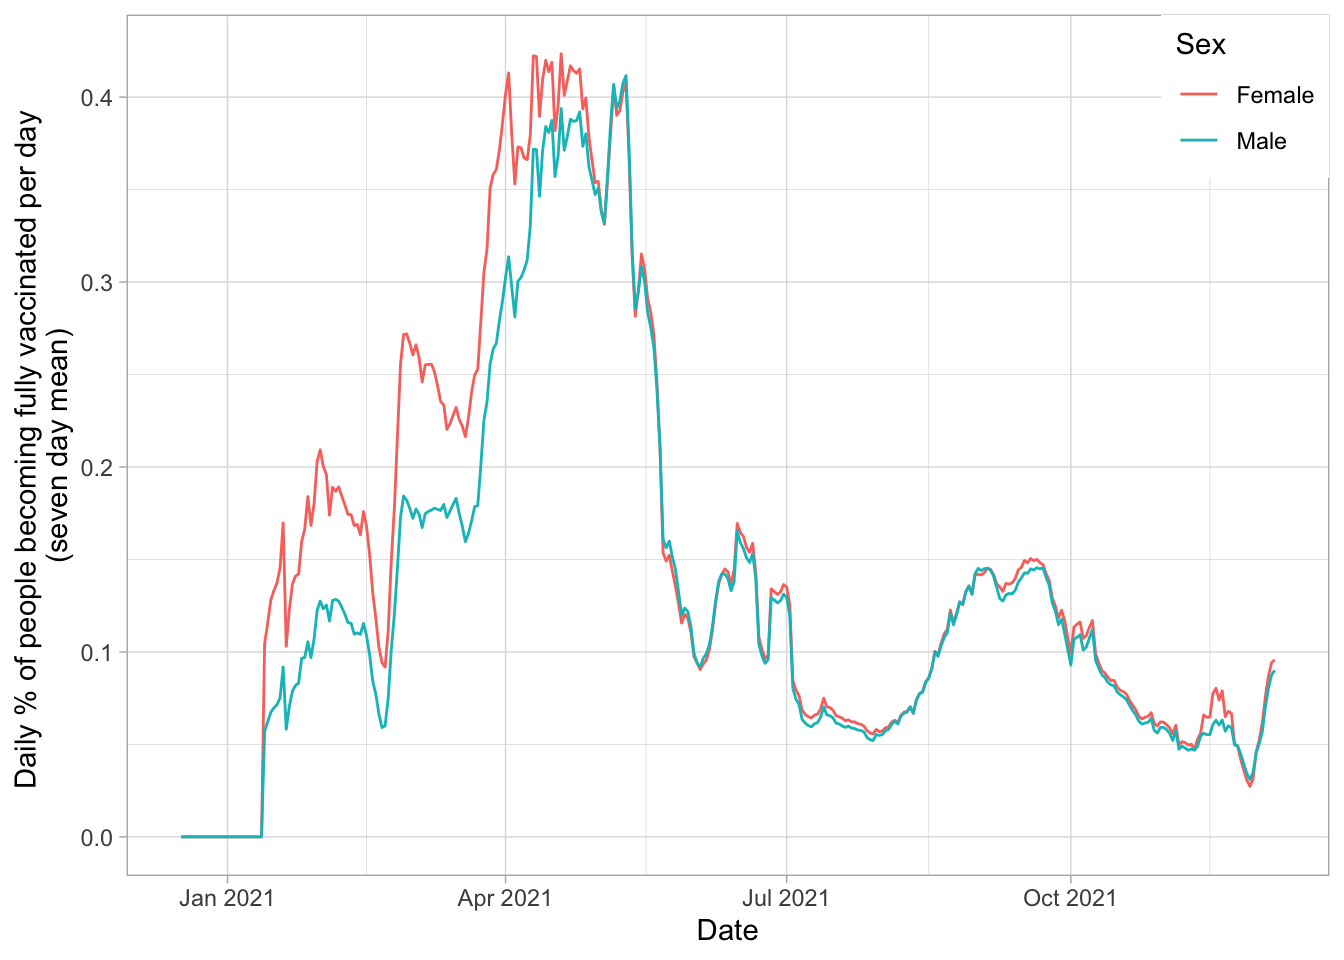 Daily % of people becoming fully vaccinated per day
(seven day mean)
0.4
0.3
0.2
0.1
0.0
Jan 2021
Apr 2021
Jul 2021
Oct 2021
Date
Sex
Female
Male